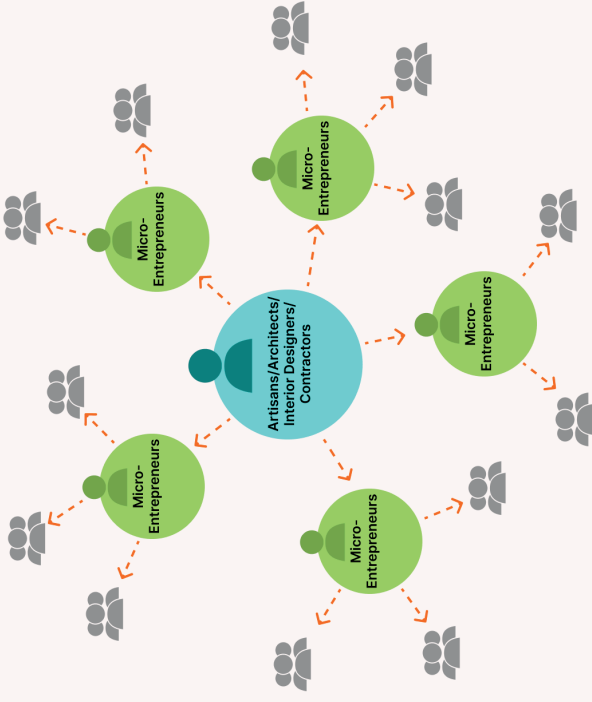 Micro-
Entrepreneurs
Micro-
Entrepreneurs
Artisans/Architects/
Interior Designers/
Contractors
Micro-
Entrepreneurs
Micro-
Entrepreneurs
Micro-
Entrepreneurs